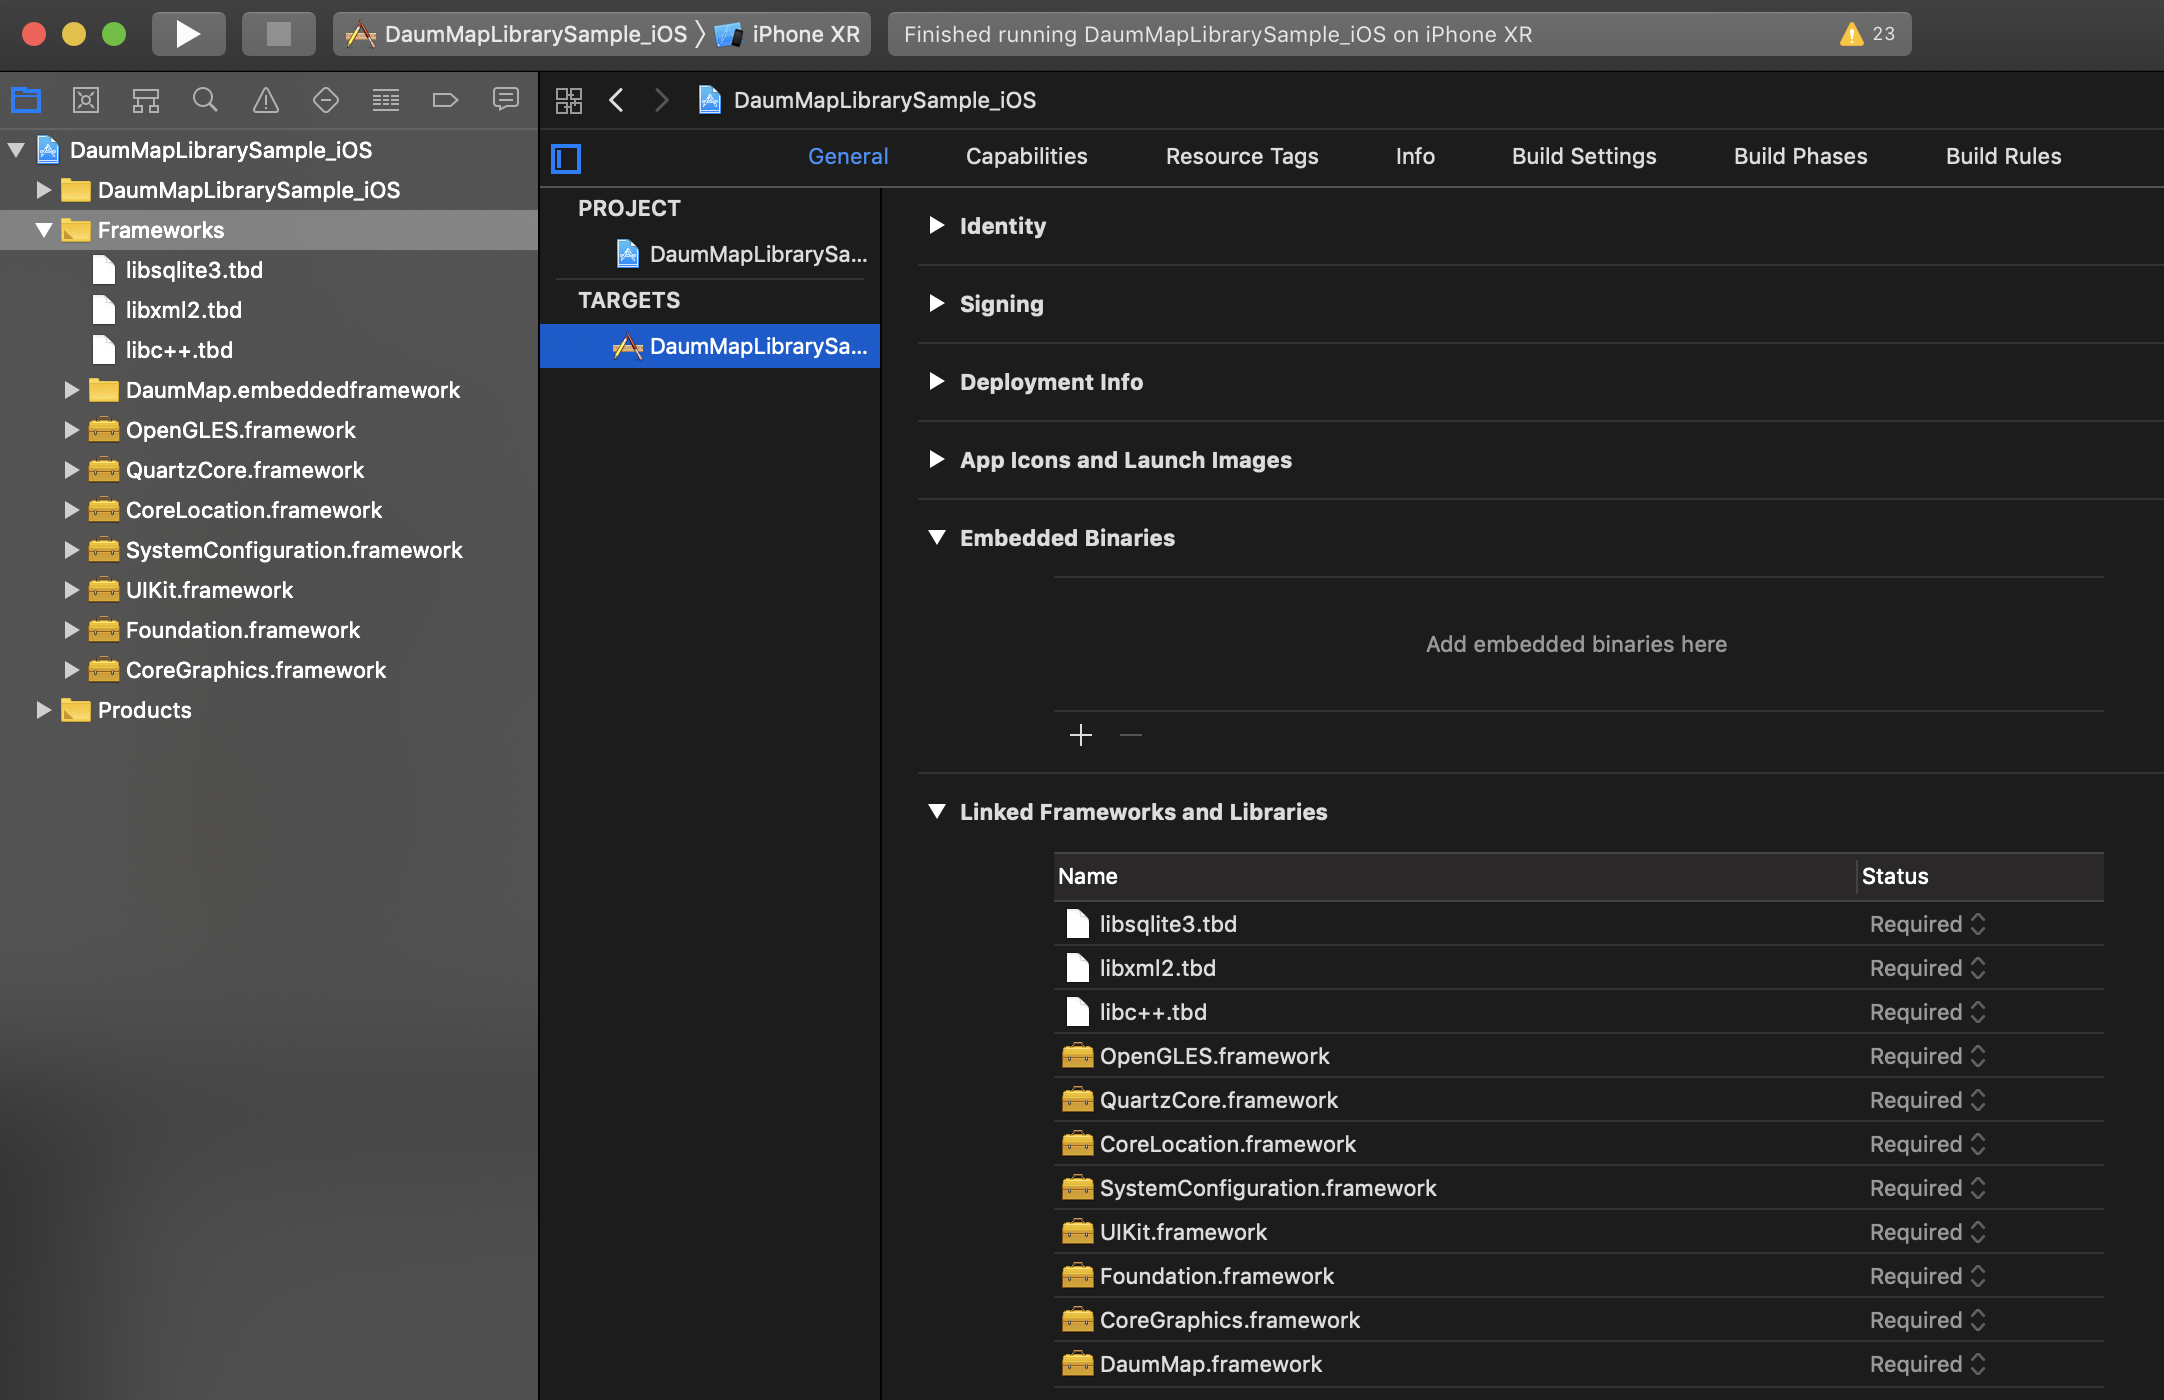 DaumMapLibrarySample_iOS
iPhone XR
Finished running DaumMapLibrarySample_iOS on iPhone XR
23
DaumMapLibrarySample_iOS
DaumMapLibrarySample_iOS
Frameworks
libsqlite3.tbd
libxml2.tbd
libc++.tbd
DaumMap.embeddedframework
OpenGLES.framework
QuartzCore.framework
CoreLocation.framework
SystemConfiguration.framework
UIKit.framework
Foundation.framework
CoreGraphics.framework
Products
DaumMapLibrarySample_iOS
General Capabilities Resource Tags Info Build Settings Build Phases Build Rules
PROJECT
DaumMapLibrarySa...
TARGETS
DaumMapLibrarySa...
Identity
Signing
Deployment Info
App Icons and Launch Images
Embedded Binaries
Add embedded binaries here
Linked Frameworks and Libraries
Name Status
libsqlite3.tbd Required
libxml2.tbd Required
libc++.tbd Required
OpenGLES.framework Required
QuartzCore.framework Required
CoreLocation.framework Required
SystemConfiguration.framework Required
UIKit.framework Required
Foundation.framework Required
CoreGraphics.framework Required
DaumMap.framework Required